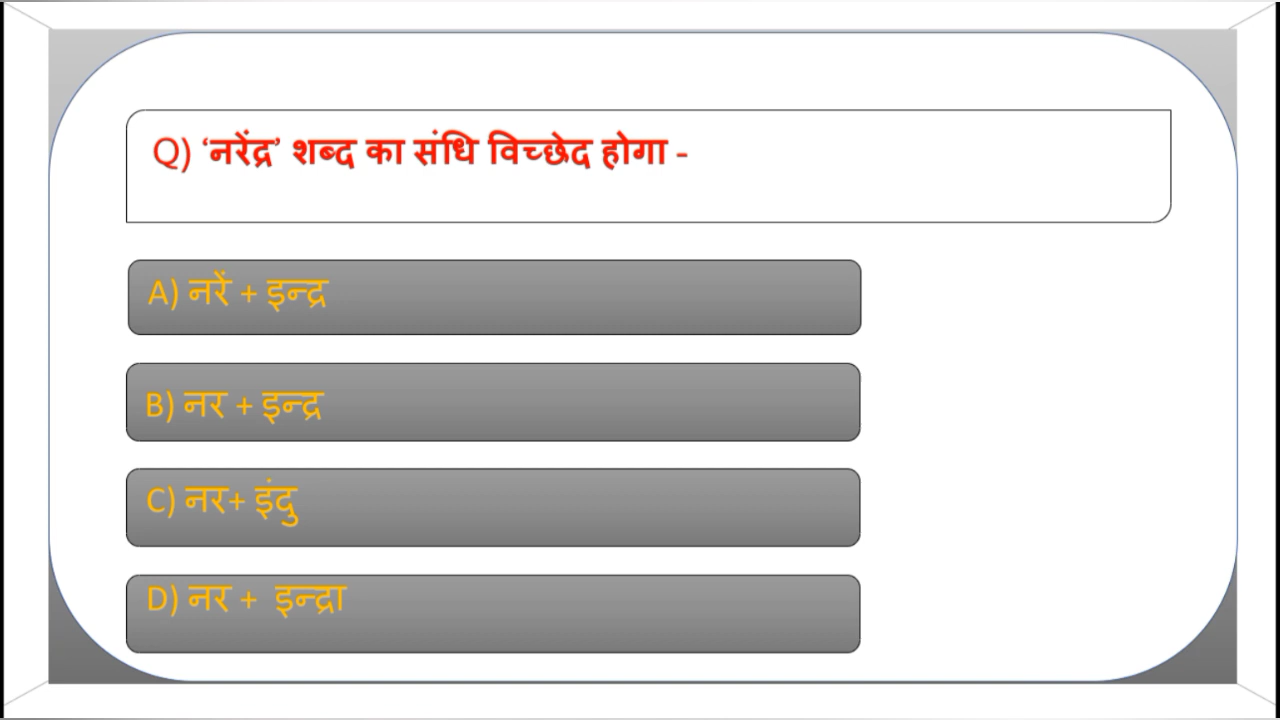 Q) ‘नरेंद्र’ शब्द का संधि विच्छेद होगा -
A) नरें + इन्द्र
B) नर + इन्द्र
C) नर+ इंदु
D) नर + इन्द्रा